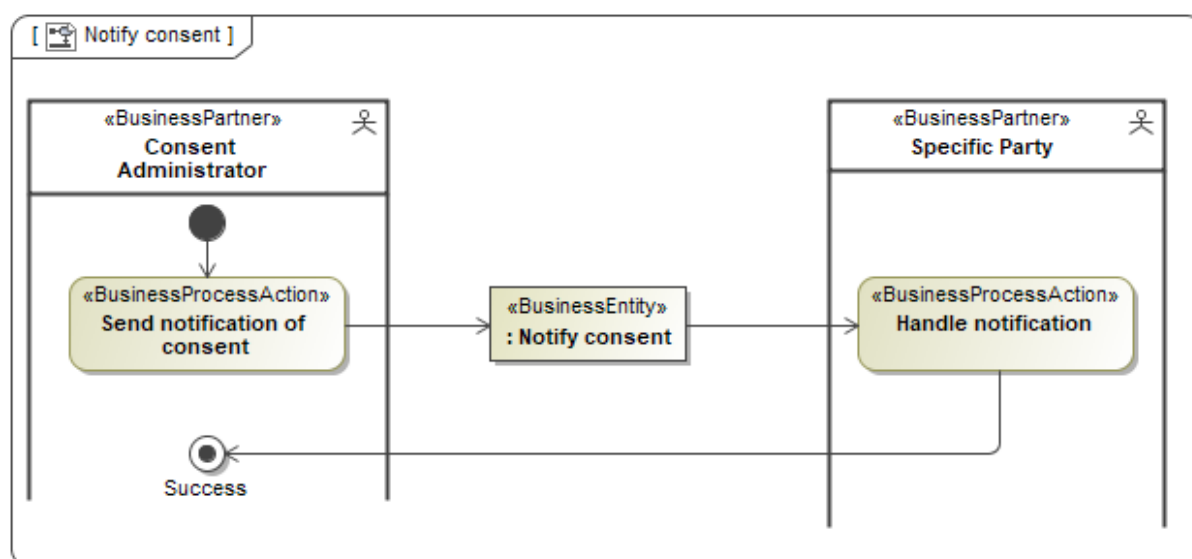 [ Notify consent ]
«BusinessPartner»
Consent
Administrator
«BusinessPartner»
Specific Party
«BusinessProcessAction»
Send notification of
consent
«BusinessEntity»
: Notify consent
«BusinessProcessAction»
Handle notification
Success